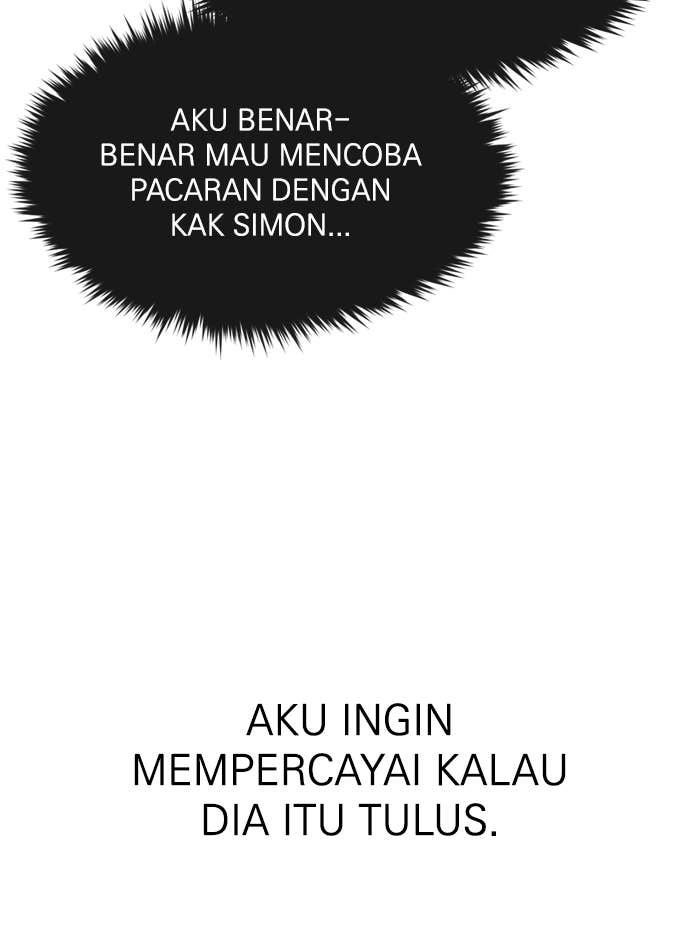 AKU BENAR-
BENAR MAU MENCOBA
PACARAN DENGAN
KAK SIMON...
AKU INGIN
MEMPERCAYAI KALAU
DIA ITU TULUS.